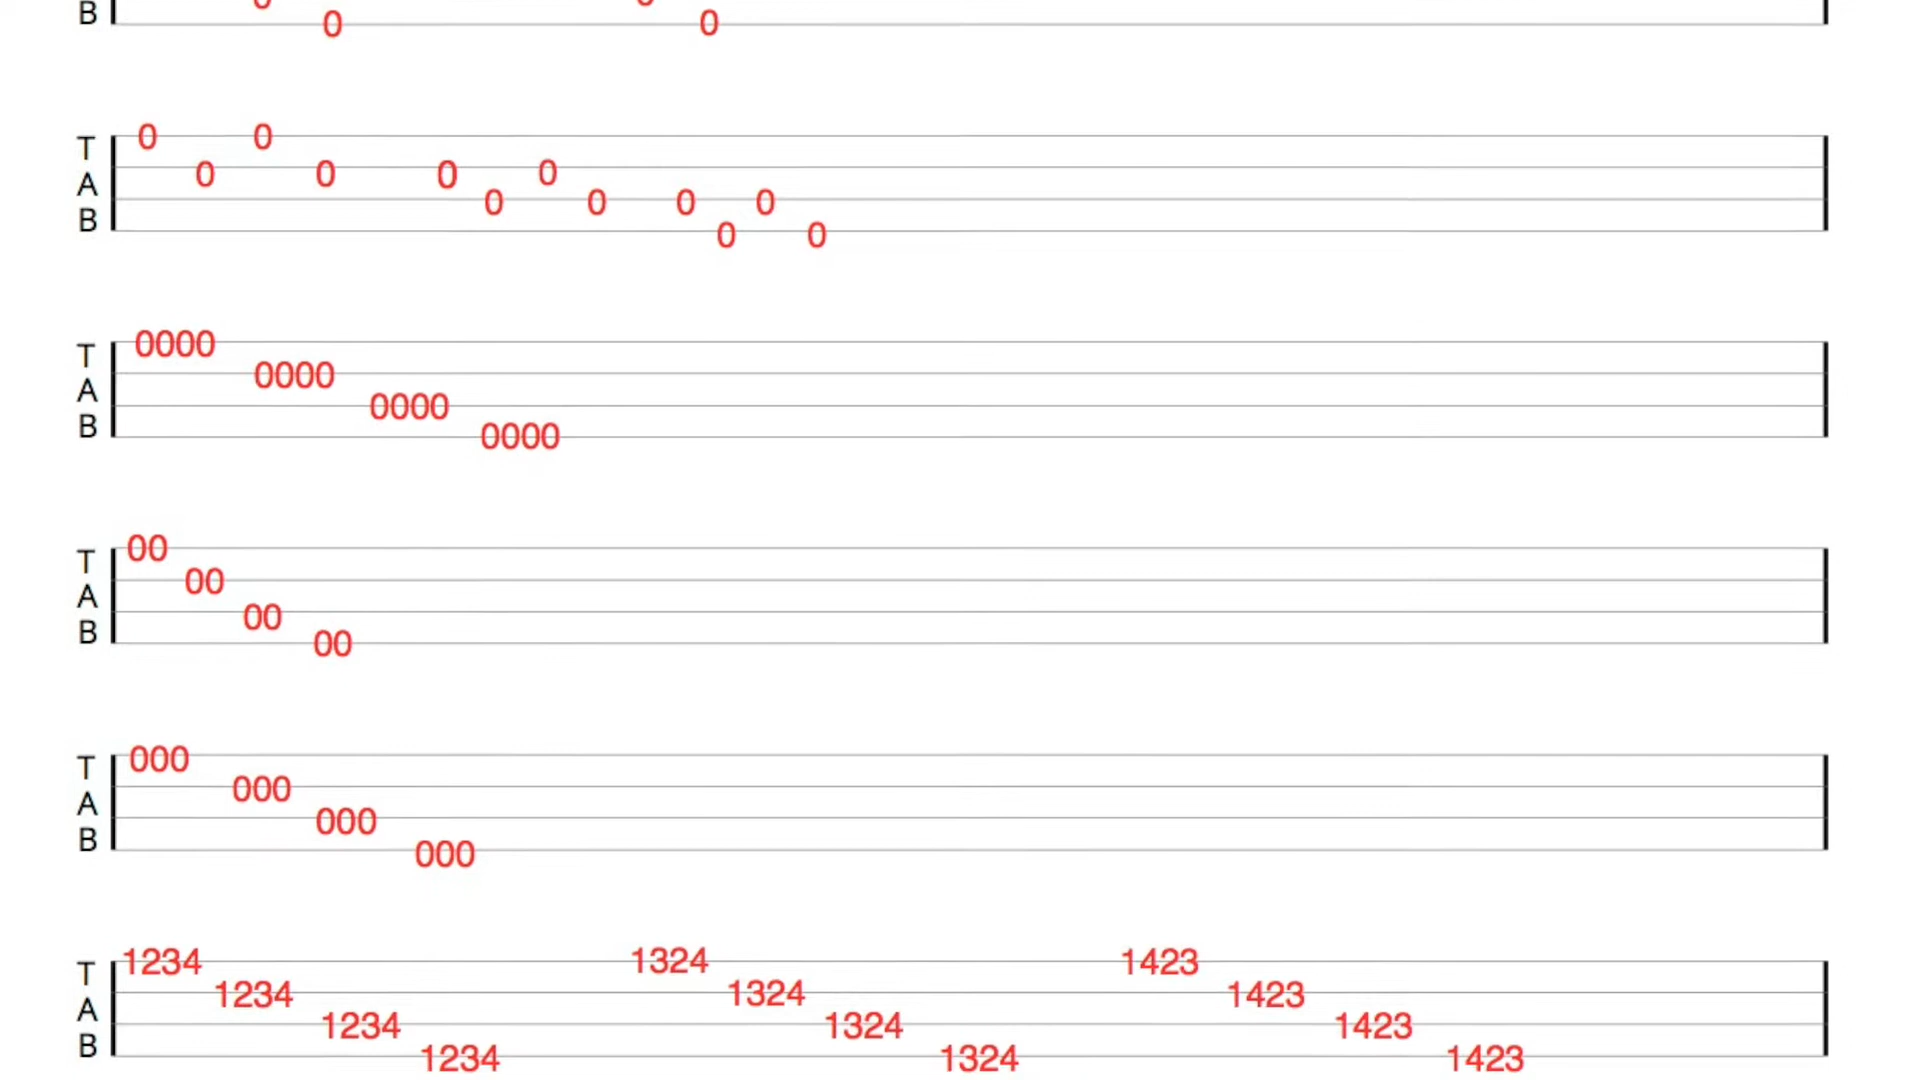 B 0 0 0 0
T 0 0
A 0 0 0 0
0 0 0 0
B 0 0
T 0000
0000
A 0000
B 0000
T 00
00
A 00
B 00
T 000
000
A 000
B 000
T 1234 1324 1423
1234 1324 1423
A 1234 1324 1423
B 1234 1324 1423